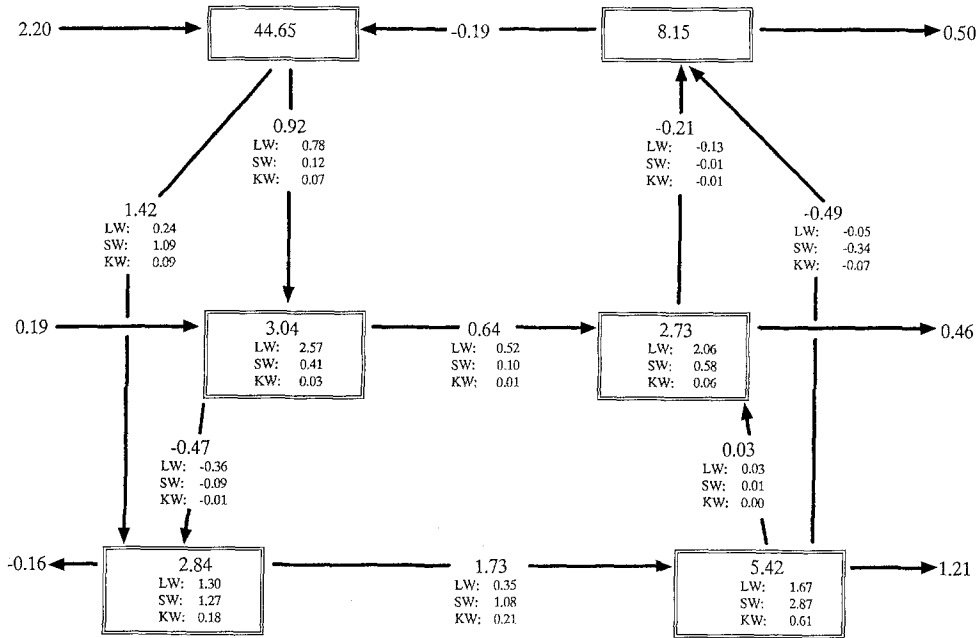 2.20
44.65
-0.19
8.15
0.50
0.92
LW: 0.78
SW: 0.12
KW: 0.07
-0.21
LW: -0.13
SW: -0.01
KW: -0.01
1.42
LW: 0.24
SW: 1.09
KW: 0.09
-0.49
LW: -0.05
SW: -0.34
KW: -0.07
0.19
3.04
LW: 2.57
SW: 0.41
KW: 0.03
0.64
LW: 0.52
SW: 0.10
KW: 0.01
2.73
LW: 2.06
SW: 0.58
KW: 0.06
0.46
-0.47
LW: -0.36
SW: -0.09
KW: -0.01
0.03
LW: 0.03
SW: 0.01
KW: 0.00
-0.16
2.84
LW: 1.30
SW: 1.27
KW: 0.18
1.73
LW: 0.35
SW: 1.08
KW: 0.21
5.42
LW: 1.67
SW: 2.87
KW: 0.61
1.21